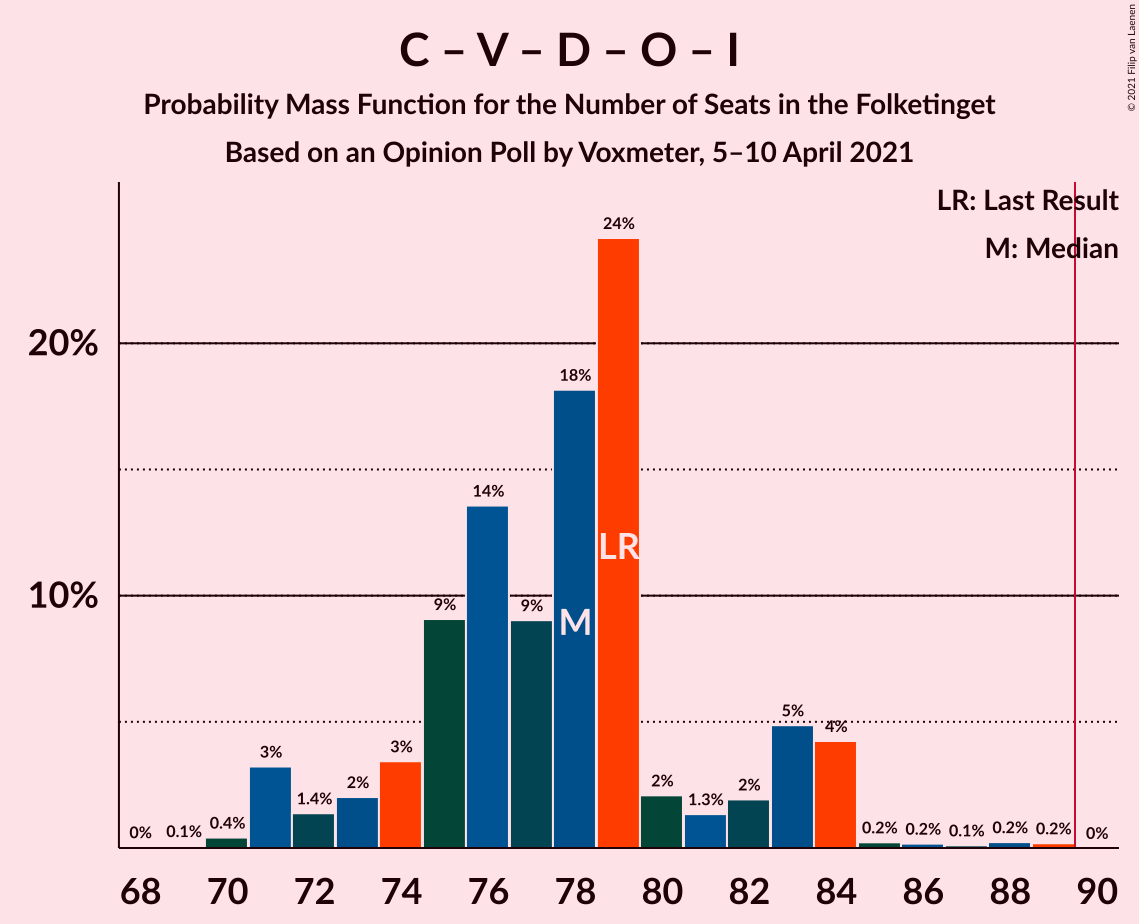 C – V – D – O – I
Probability Mass Function for the Number of Seats in the Folketinget
Based on an Opinion Poll by Voxmeter, 5–10 April 2021
© 2021 Filip van Laenen
LR: Last Result
M: Median
20%
10%
0%
0.1%
0.4%
3%
1.4%
2%
3%
9%
14%
9%
18%
24%
2%
1.3%
2%
5%
4%
0.2%
0.2%
0.1%
0.2%
0.2%
0%
LR
M
68 70 72 74 76 78 80 82 84 86 88 90